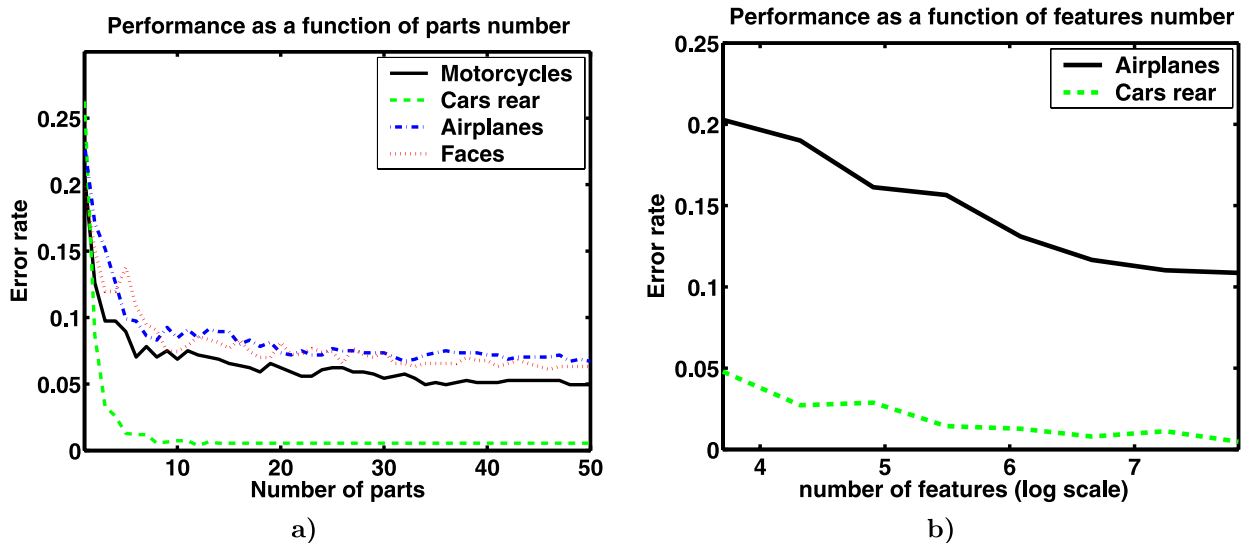 Performance as a function of parts number
Motorcycles
Cars rear
Airplanes
Faces
0.25
0.2
0.15
0.1
0.05
0
Error rate
10
20
30
40
50
Number of parts
a)
Performance as a function of features number
Airplanes
Cars rear
0.25
0.2
0.15
0.1
0.05
0
Error rate
4
5
6
7
number of features (log scale)
b)